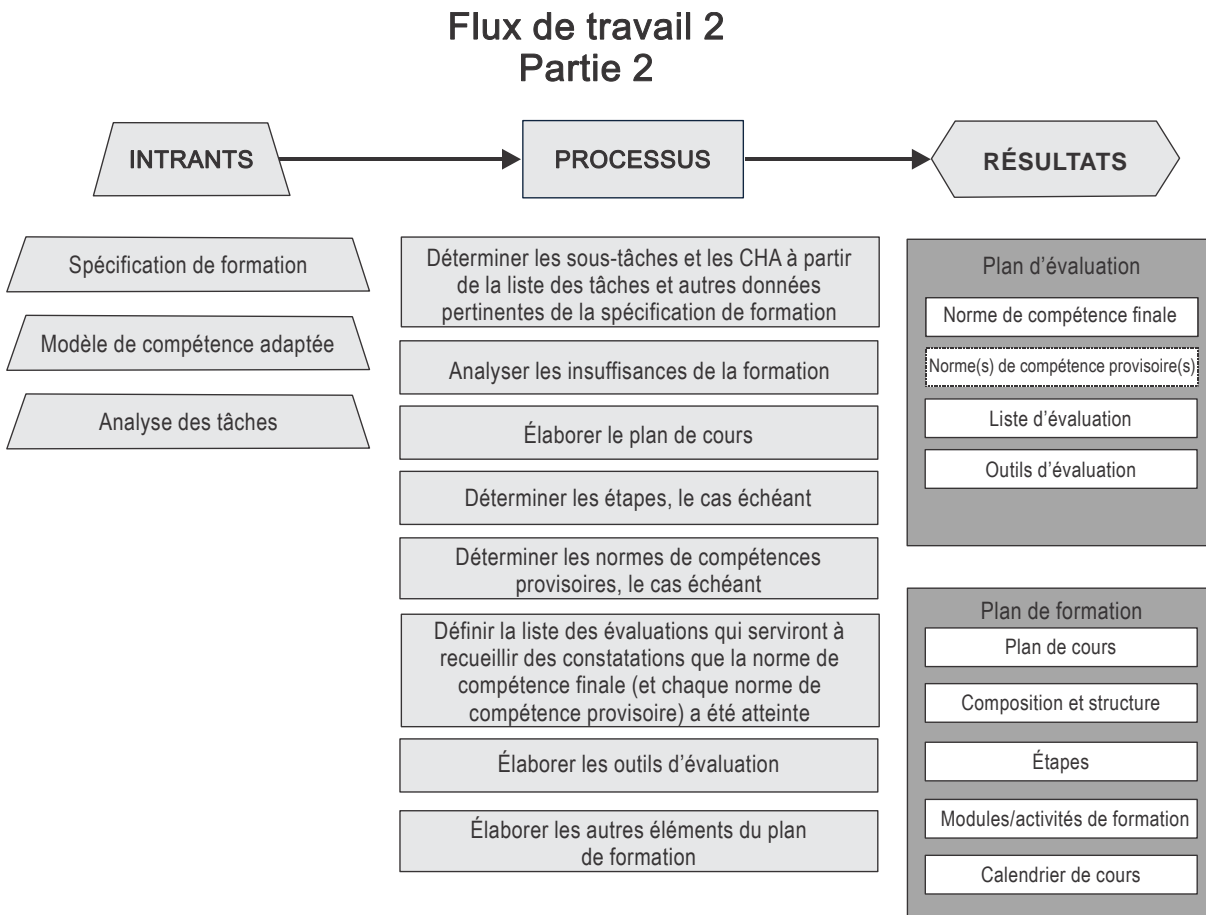 Flux de travail 2
Partie 2
INTRANTS
PROCESSUS
RÉSULTATS
Spécification de formation
Modèle de compétence adaptée
Analyse des tâches
Déterminer les sous-tâches et les CHA à partir
de la liste des tâches et autres données
pertinentes de la spécification de formation
Analyser les insuffisances de la formation
Élaborer le plan de cours
Déterminer les étapes, le cas échéant
Déterminer les normes de compétences
provisoires, le cas échéant
Définir la liste des évaluations qui serviront à
recueillir des constatations que la norme de
compétence finale (et chaque norme de
compétence provisoire) a été atteinte
Élaborer les outils d'évaluation
Élaborer les autres éléments du plan
de formation
Plan d'évaluation
Norme de compétence finale
Norme(s) de compétence provisoire(s)
Liste d'évaluation
Outils d'évaluation
Plan de formation
Plan de cours
Composition et structure
Étapes
Modules/activités de formation
Calendrier de cours